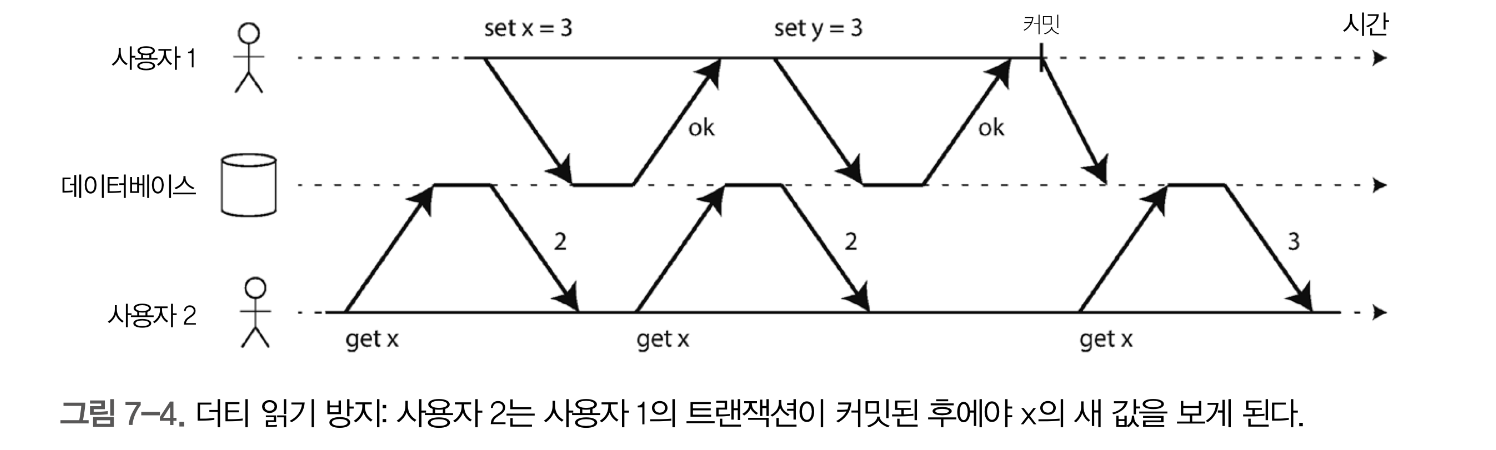 set x = 3
set y = 3
커밋
시간
사용자 1
ok
ok
데이터베이스
2
2
3
사용자 2
get x
get x
get x
그림 7-4. 더티 읽기 방지: 사용자 2는 사용자 1의 트랜잭션이 커밋된 후에야 x의 새 값을 보게 된다.